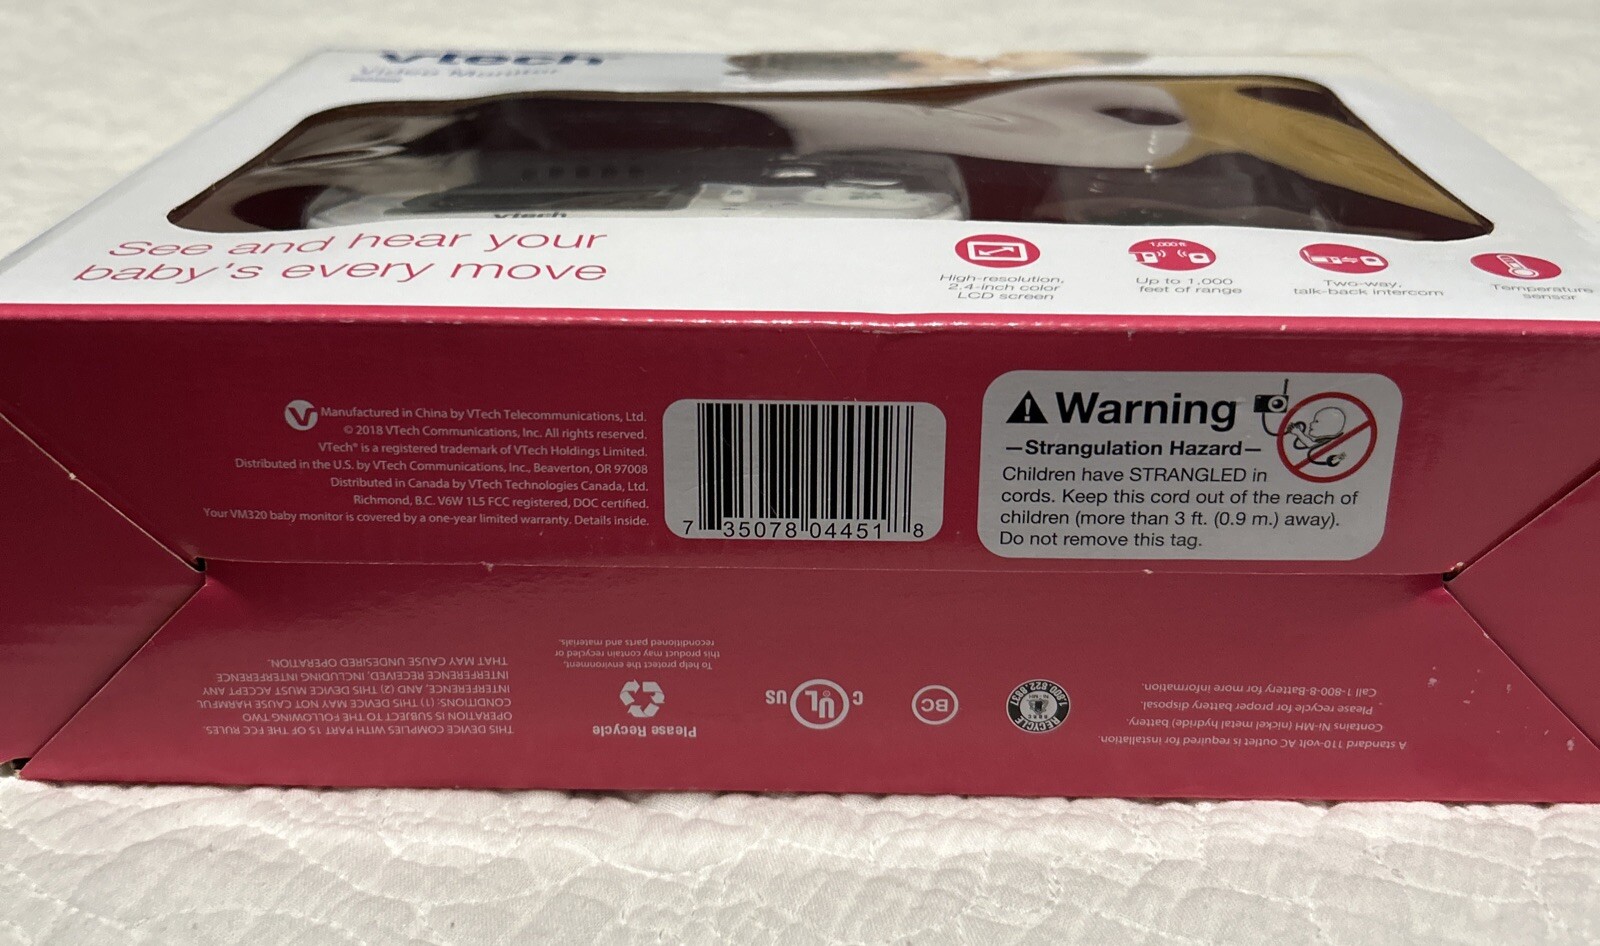 vtech
Video Monitor
vtech
See and hear your
baby's every move
High-resolution,
2.4-inch color
LCD screen
1,000 ft
Up to 1,000
feet of range
Two-way,
talk-back intercom
Temperature
sensor
Manufactured in China by VTech Telecommunications, Ltd.
© 2018 VTech Communications, Inc. All rights reserved.
VTech® is a registered trademark of VTech Holdings Limited.
Distributed in the U.S. by VTech Communications, Inc., Beaverton, OR 97008
Distributed in Canada by VTech Technologies Canada, Ltd.
Richmond, B.C. V6W 1L5 FCC registered, DOC certified.
Your VM320 baby monitor is covered by a one-year limited warranty. Details inside.
7 35078 04451 8
Warning
—Strangulation Hazard—
Children have STRANGLED in
cords. Keep this cord out of the reach of
children (more than 3 ft. (0.9 m.) away).
Do not remove this tag.
A standard 110-volt AC outlet is required for installation.
Contains Ni-MH (nickel metal hydride) battery.
Please recycle for proper battery disposal.
Call 1-800-8-Battery for more information.
RECYCLE
1.800.822.8837
BC
C UL US
Please Recycle
To help protect the environment,
this product may contain recycled or
reconditioned parts and materials.
THIS DEVICE COMPLIES WITH PART 15 OF THE FCC RULES.
OPERATION IS SUBJECT TO THE FOLLOWING TWO
CONDITIONS: (1) THIS DEVICE MAY NOT CAUSE HARMFUL
INTERFERENCE, AND (2) THIS DEVICE MUST ACCEPT ANY
INTERFERENCE RECEIVED, INCLUDING INTERFERENCE
THAT MAY CAUSE UNDESIRED OPERATION.